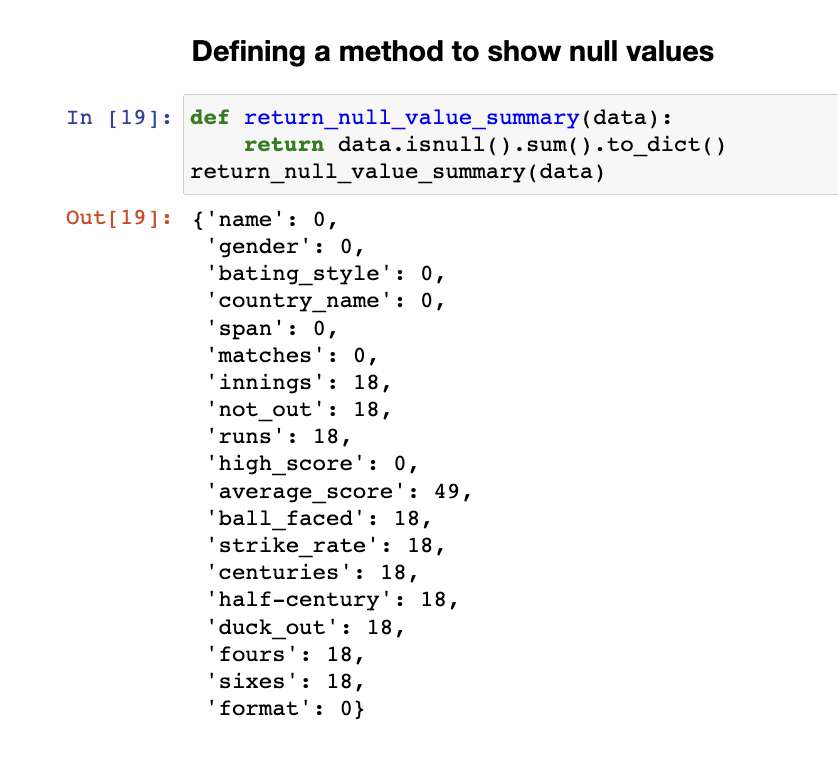 Defining a method to show null values
In [19]: def return_null_value_summary(data):
    return data.isnull().sum().to_dict()
return_null_value_summary(data)
Out[19]: {'name': 0,
 'gender': 0,
 'bating_style': 0,
 'country_name': 0,
 'span': 0,
 'matches': 0,
 'innings': 18,
 'not_out': 18,
 'runs': 18,
 'high_score': 0,
 'average_score': 49,
 'ball_faced': 18,
 'strike_rate': 18,
 'centuries': 18,
 'half-century': 18,
 'duck_out': 18,
 'fours': 18,
 'sixes': 18,
 'format': 0}